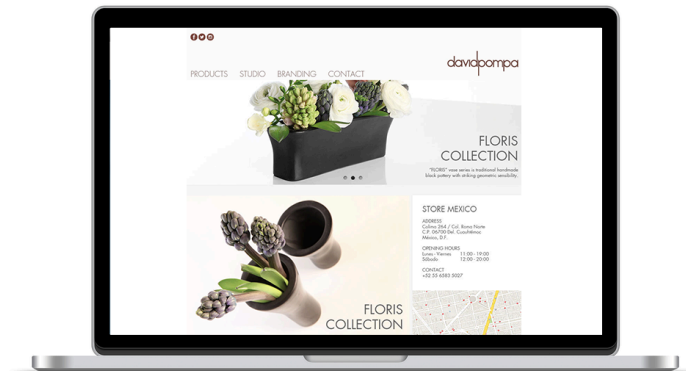 davidpompa
PRODUCTS STUDIO BRANDING CONTACT
FLORIS
COLLECTION
"FLORIS" vase series is traditional handmade
black pottery with striking geometric sensibility.
STORE MEXICO
ADDRESS
Colima 264 / Col. Roma Norte
C.P. 06700 Del. Cuauhtémoc
México, D.F.
OPENING HOURS
Lunes - Viernes 11:00 - 19:00
Sábado 12:00 - 20:00
CONTACT
+52 55 6583 5027
FLORIS
COLLECTION